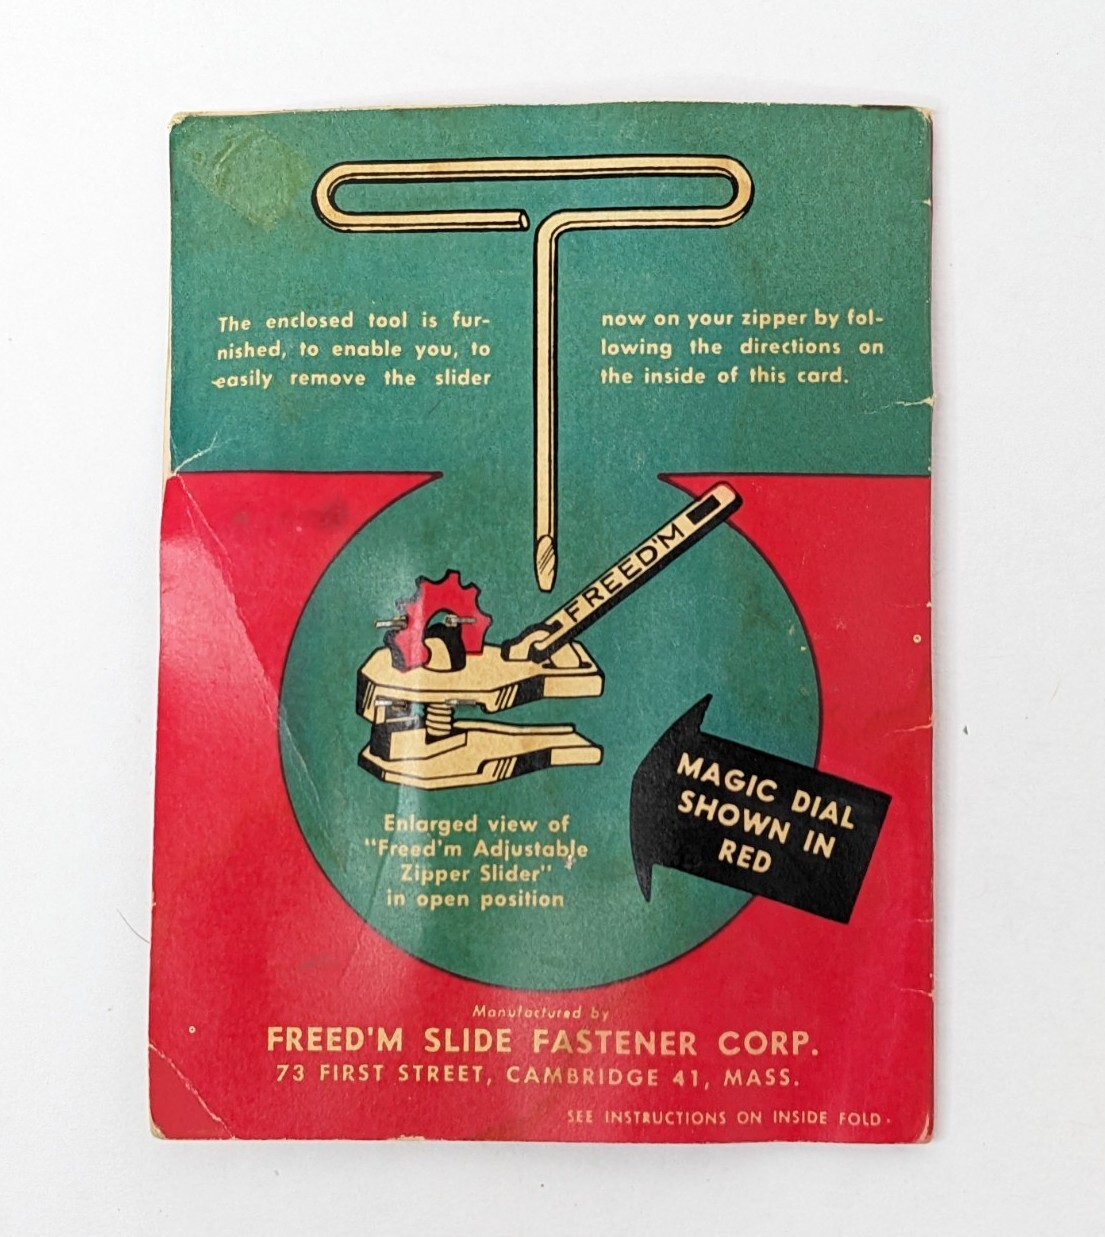 The enclosed tool is fur-
nished, to enable you, to
easily remove the slider
now on your zipper by fol-
lowing the directions on
the inside of this card.
FREED'M
MAGIC DIAL
SHOWN IN
RED
Enlarged view of
"Freed'm Adjustable
Zipper Slider"
in open position
Manufactured by
FREED'M SLIDE FASTENER CORP.
73 FIRST STREET, CAMBRIDGE 41, MASS.
SEE INSTRUCTIONS ON INSIDE FOLD.